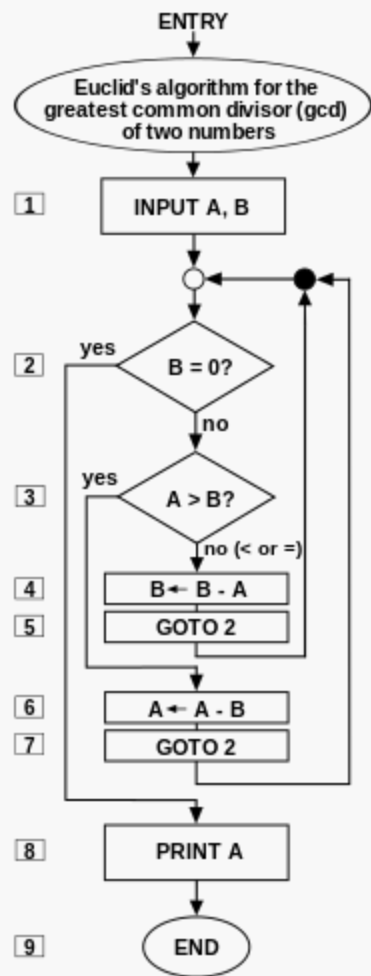 ENTRY
Euclid's algorithm for the
greatest common divisor (gcd)
of two numbers
1
INPUT A, B
yes
2
B = 0?
no
yes
3
A > B?
no (< or =)
4
B← B - A
5
GOTO 2
6
A← A - B
7
GOTO 2
8
PRINT A
9
END